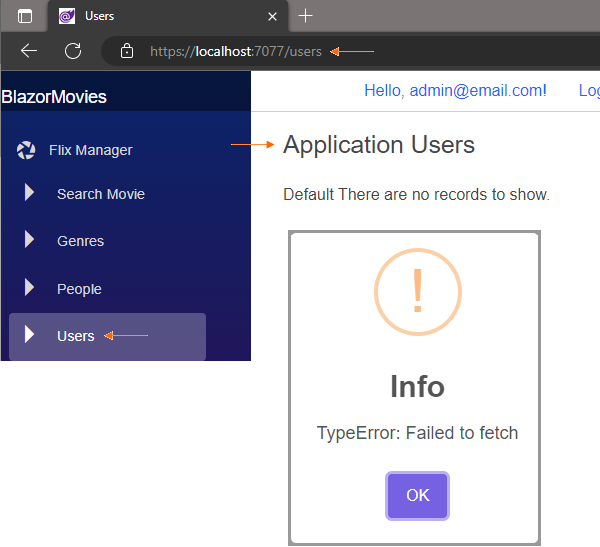 Users
https://localhost:7077/users
BlazorMovies
Hello, admin@email.com!
Log
Flix Manager
Application Users
Search Movie
Default There are no records to show.
Genres
People
Users
!
Info
TypeError: Failed to fetch
OK